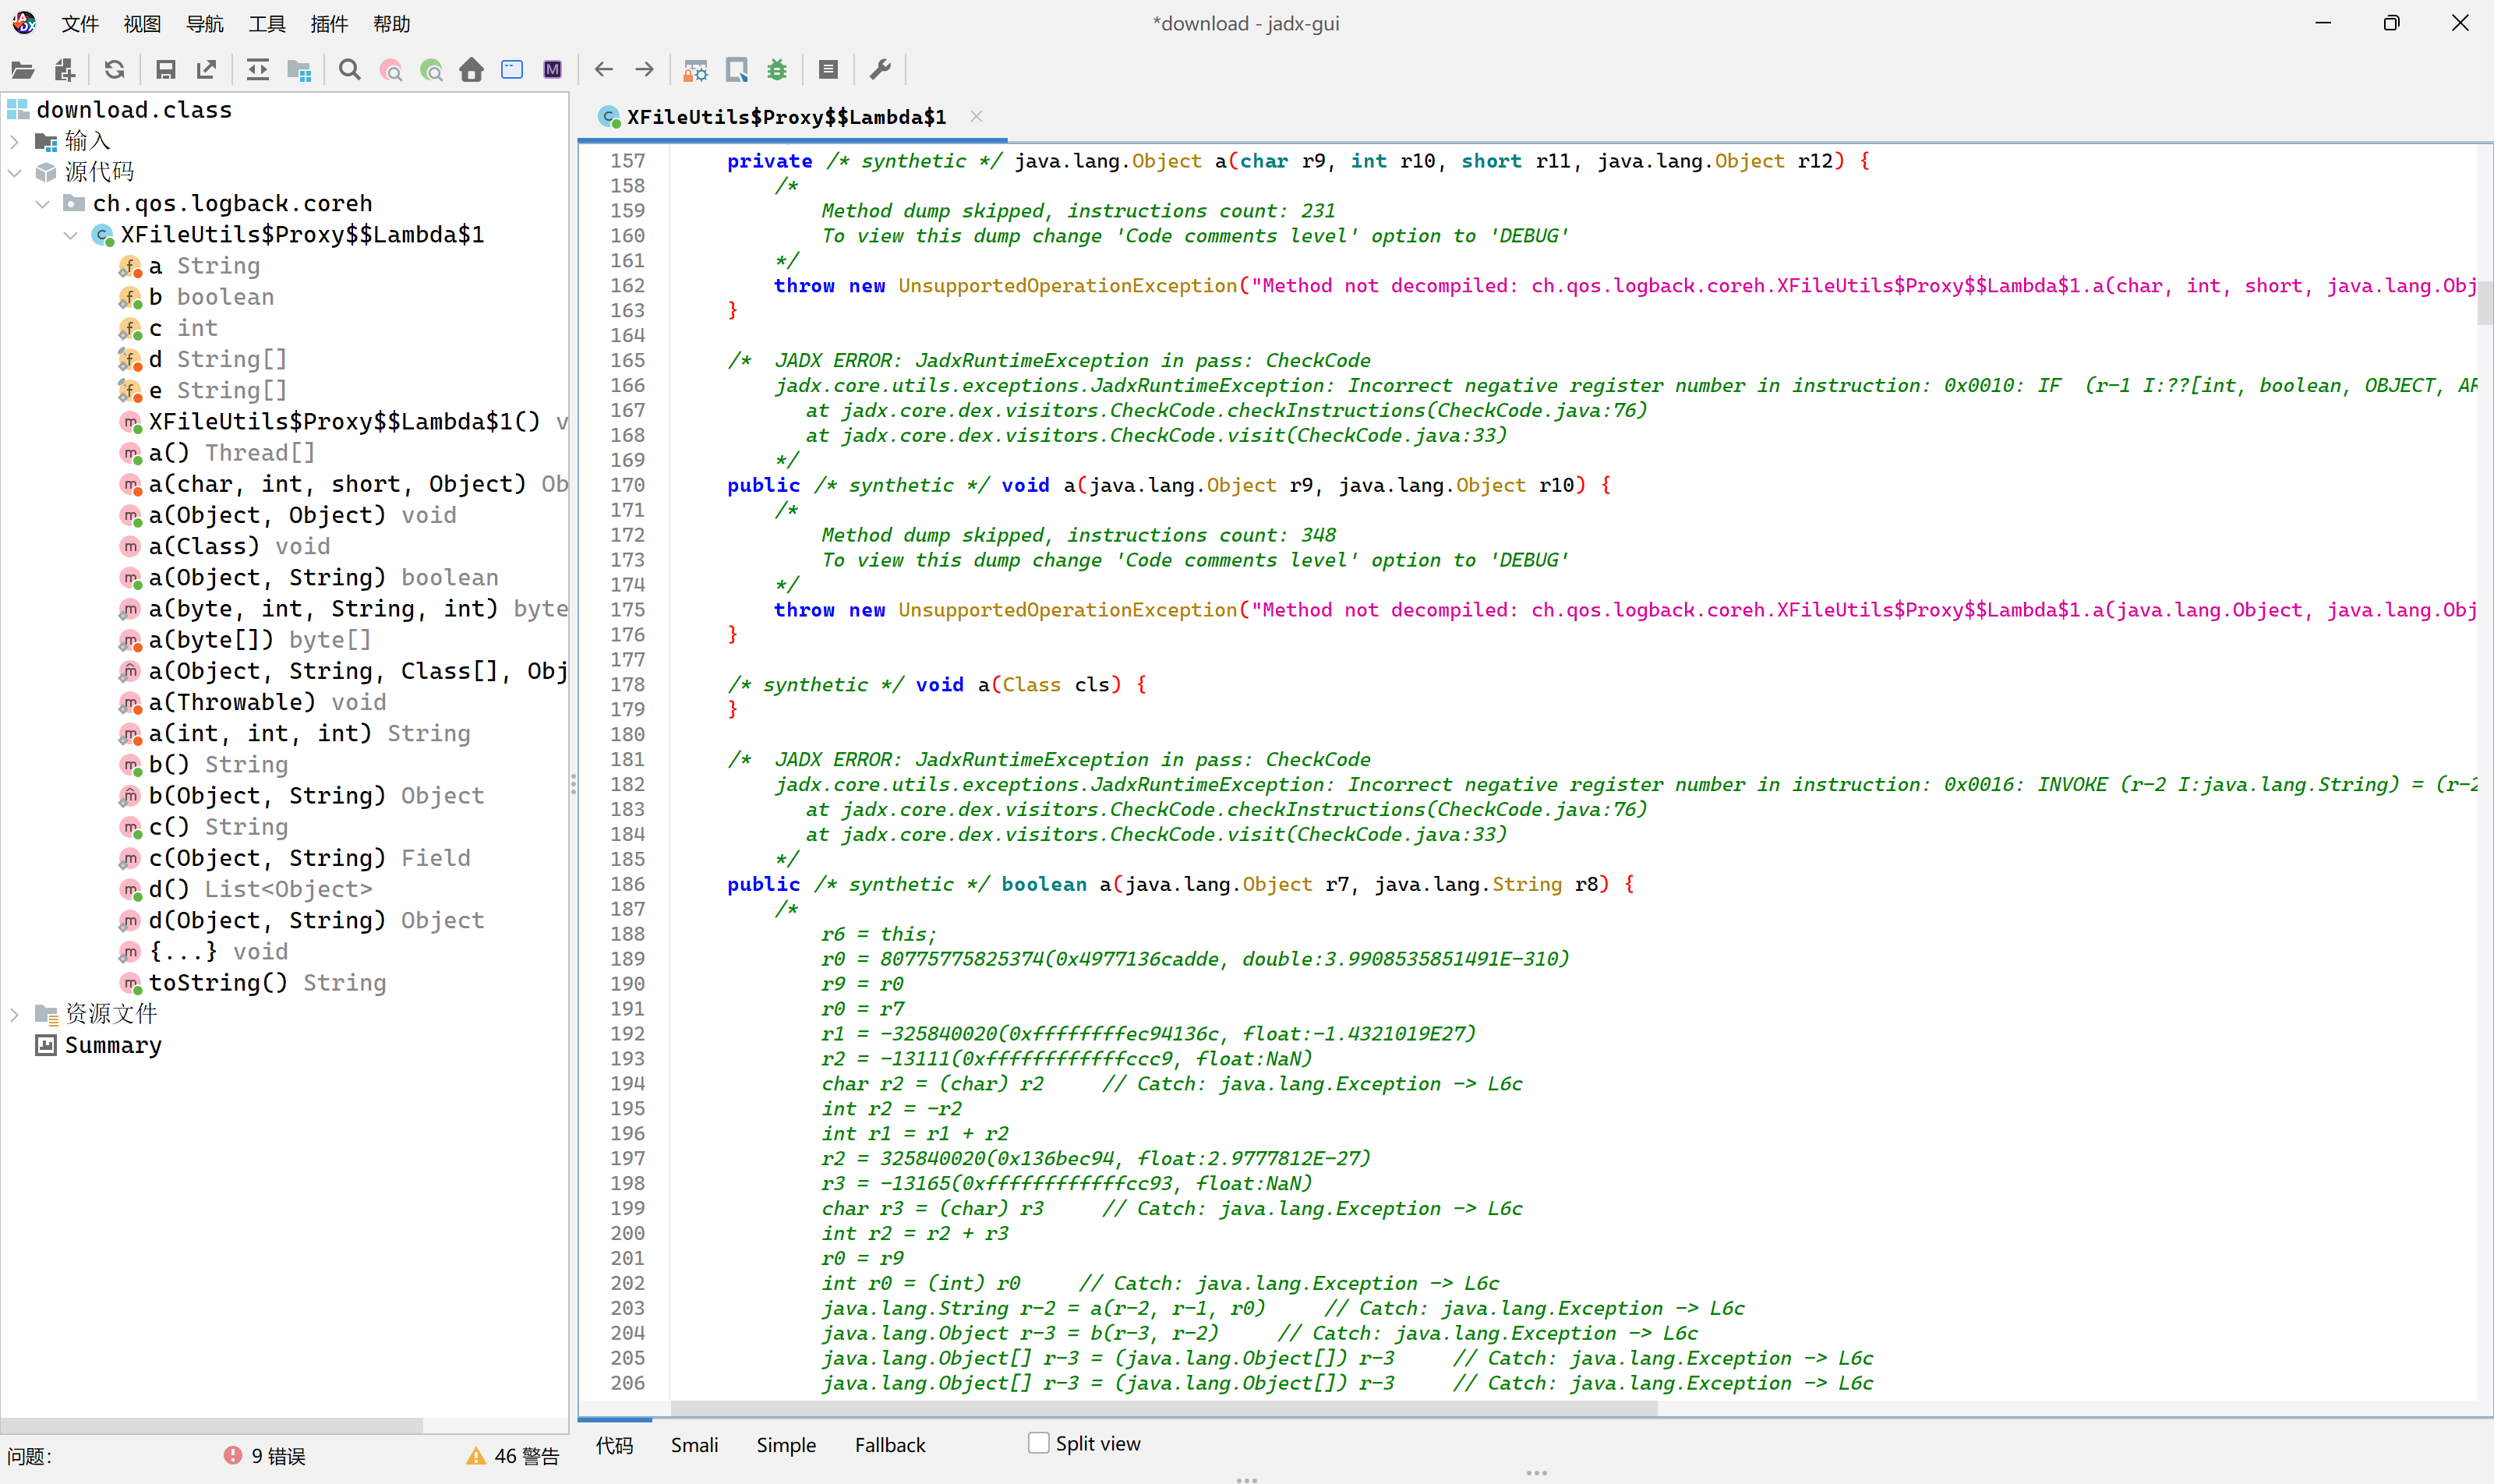 文件 视图 导航 工具 插件 帮助
*download - jadx-gui
download.class
输入
源代码
ch.qos.logback.coreh
XFileUtils$Proxy$$Lambda$1
a String
b boolean
c int
d String[]
e String[]
XFileUtils$Proxy$$Lambda$1() v
a() Thread[]
a(char, int, short, Object) Ob
a(Object, Object) void
a(Class) void
a(Object, String) boolean
a(byte, int, String, int) byte
a(byte[]) byte[]
a(Object, String, Class[], Obj
a(Throwable) void
a(int, int, int) String
b() String
b(Object, String) Object
c() String
c(Object, String) Field
d() List<Object>
d(Object, String) Object
{...} void
toString() String
资源文件
Summary
问题: 9 错误 46 警告
XFileUtils$Proxy$$Lambda$1
157 private /* synthetic */ java.lang.Object a(char r9, int r10, short r11, java.lang.Object r12) {
158 /*
159 Method dump skipped, instructions count: 231
160 To view this dump change 'Code comments level' option to 'DEBUG'
161 */
162 throw new UnsupportedOperationException("Method not decompiled: ch.qos.logback.coreh.XFileUtils$Proxy$$Lambda$1.a(char, int, short, java.lang.Obj
163 }
164
165 /* JADX ERROR: JadxRuntimeException in pass: CheckCode
166 jadx.core.utils.exceptions.JadxRuntimeException: Incorrect negative register number in instruction: 0x0010: IF (r-1 I:??[int, boolean, OBJECT, AR
167 at jadx.core.dex.visitors.CheckCode.checkInstructions(CheckCode.java:76)
168 at jadx.core.dex.visitors.CheckCode.visit(CheckCode.java:33)
169 */
170 public /* synthetic */ void a(java.lang.Object r9, java.lang.Object r10) {
171 /*
172 Method dump skipped, instructions count: 348
173 To view this dump change 'Code comments level' option to 'DEBUG'
174 */
175 throw new UnsupportedOperationException("Method not decompiled: ch.qos.logback.coreh.XFileUtils$Proxy$$Lambda$1.a(java.lang.Object, java.lang.Obj
176 }
177
178 /* synthetic */ void a(Class cls) {
179 }
180
181 /* JADX ERROR: JadxRuntimeException in pass: CheckCode
182 jadx.core.utils.exceptions.JadxRuntimeException: Incorrect negative register number in instruction: 0x0016: INVOKE (r-2 I:java.lang.String) = (r-2
183 at jadx.core.dex.visitors.CheckCode.checkInstructions(CheckCode.java:76)
184 at jadx.core.dex.visitors.CheckCode.visit(CheckCode.java:33)
185 */
186 public /* synthetic */ boolean a(java.lang.Object r7, java.lang.String r8) {
187 /*
188 r6 = this;
189 r0 = 80775775825374(0x4977136cadde, double:3.9908535851491E-310)
190 r9 = r0
191 r0 = r7
192 r1 = -325840020(0xffffffffec94136c, float:-1.4321019E27)
193 r2 = -13111(0xffffffffffffccc9, float:NaN)
194 char r2 = (char) r2 // Catch: java.lang.Exception -> L6c
195 int r2 = -r2
196 int r1 = r1 + r2
197 r2 = 325840020(0x136bec94, float:2.9777812E-27)
198 r3 = -13165(0xffffffffffffcc93, float:NaN)
199 char r3 = (char) r3 // Catch: java.lang.Exception -> L6c
200 int r2 = r2 + r3
201 r0 = r9
202 int r0 = (int) r0 // Catch: java.lang.Exception -> L6c
203 java.lang.String r-2 = a(r-2, r-1, r0) // Catch: java.lang.Exception -> L6c
204 java.lang.Object r-3 = b(r-3, r-2) // Catch: java.lang.Exception -> L6c
205 java.lang.Object[] r-3 = (java.lang.Object[]) r-3 // Catch: java.lang.Exception -> L6c
206 java.lang.Object[] r-3 = (java.lang.Object[]) r-3 // Catch: java.lang.Exception -> L6c
代码 Smali Simple Fallback Split view